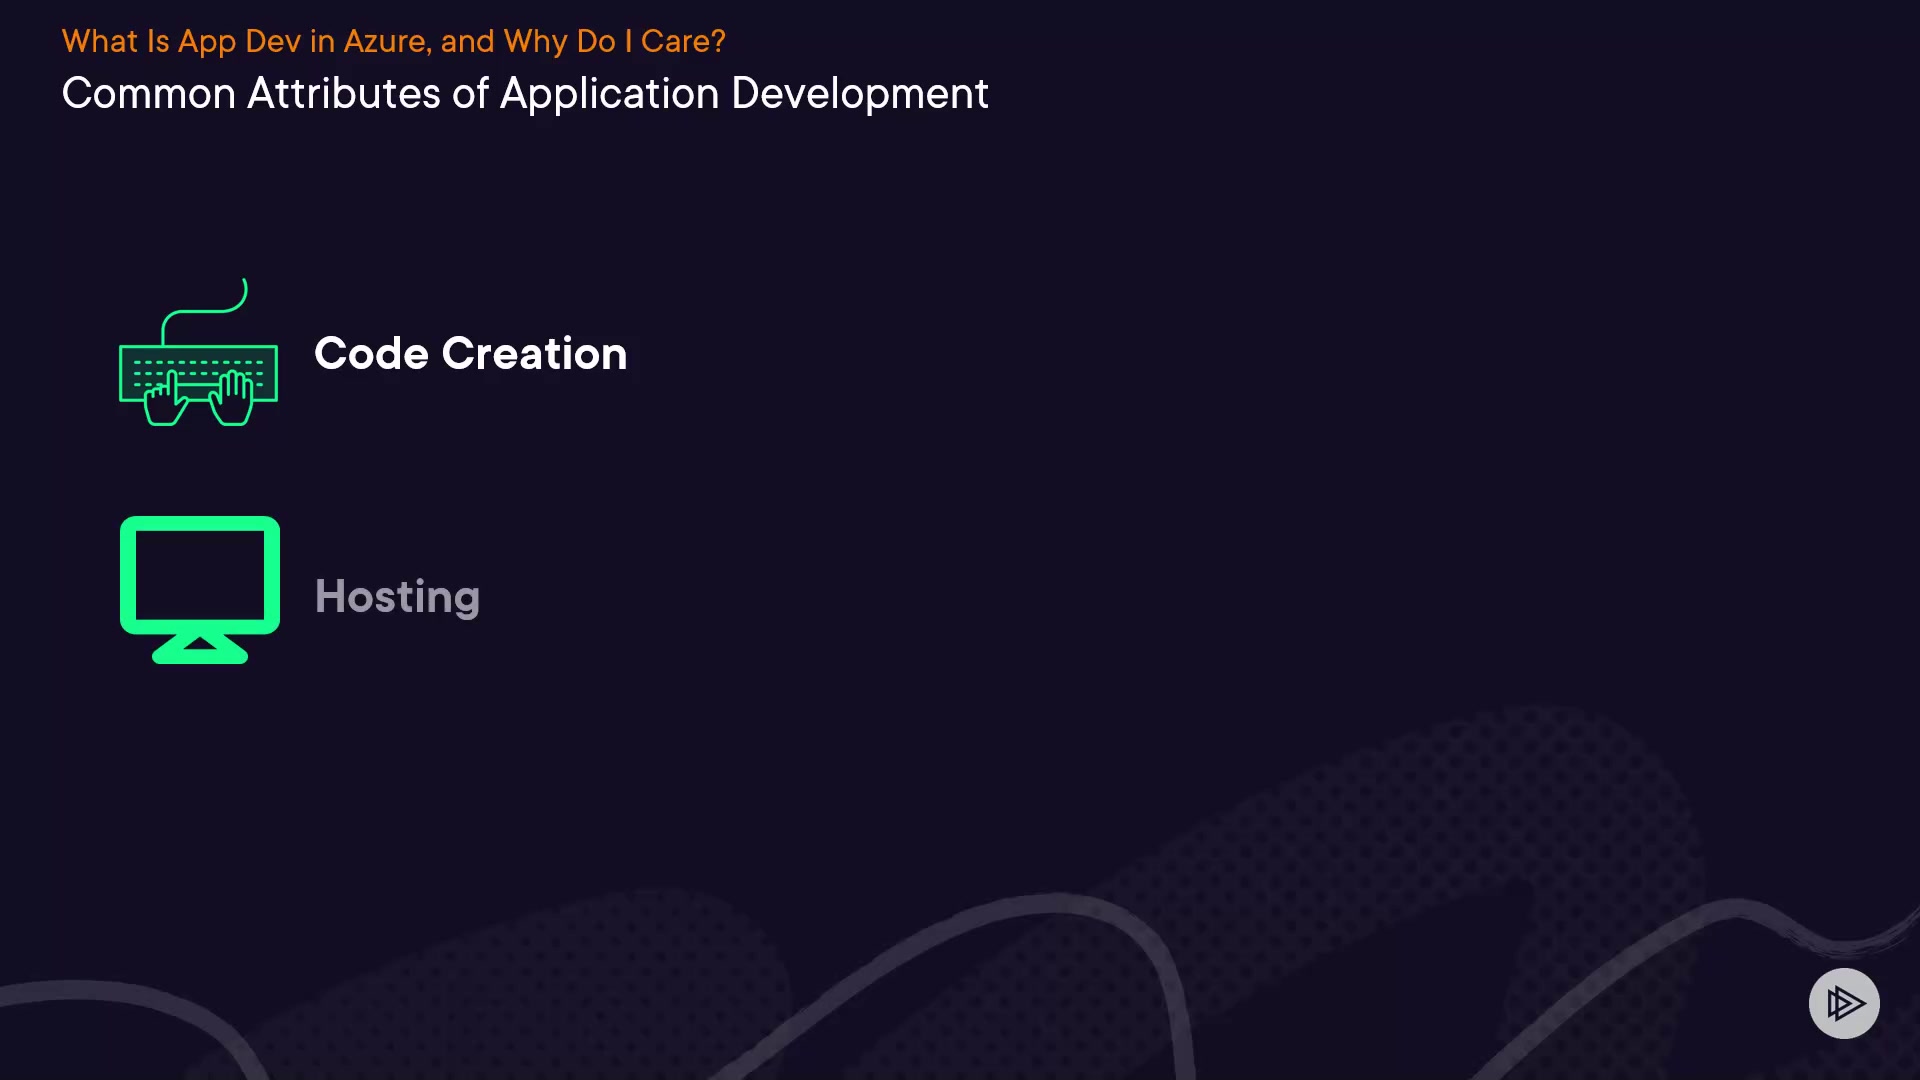 What Is App Dev in Azure, and Why Do I Care?
Common Attributes of Application Development
Code Creation
Hosting